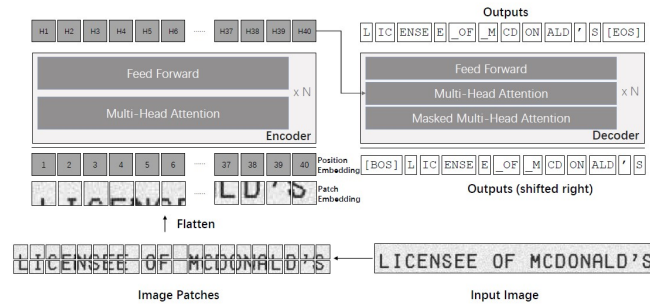 Outputs
H1 H2 H3 H4 H5 H6 ...... H37 H38 H39 H40
L IC ENSE E _OF _M CD ON ALD ' S [EOS]
Feed Forward
Multi-Head Attention
x N
Encoder
Feed Forward
Multi-Head Attention
Masked Multi-Head Attention
x N
Decoder
1 2 3 4 5 6 ...... 37 38 39 40
Position Embedding
[BOS] L IC ENSE E _OF _M CD ON ALD ' S
LICENSE ...... LD'S
Patch Embedding
Outputs (shifted right)
Flatten
LICENSEE OF MCDONALD'S
LICENSEE OF MCDONALD'S
Image Patches
Input Image